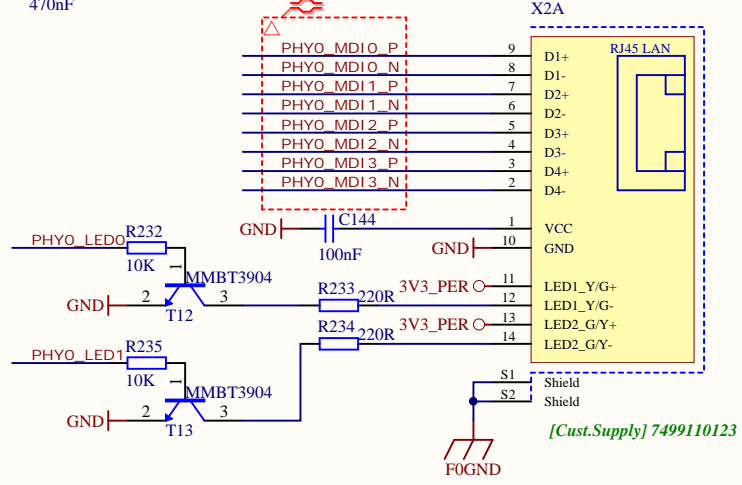 470nF
X2A
RJ45 LAN
PHY0_MDI0_P 9 D1+
PHY0_MDI0_N 8 D1-
PHY0_MDI1_P 7 D2+
PHY0_MDI1_N 6 D2-
PHY0_MDI2_P 5 D3+
PHY0_MDI2_N 4 D3-
PHY0_MDI3_P 3 D4+
PHY0_MDI3_N 2 D4-
GND C144 1 VCC
100nF GND 10 GND
PHY0_LED0 R232
10K 1 MMBT3904
GND 2 3
T12
3V3_PER 11 LED1_Y/G+
R233 220R 12 LED1_Y/G-
3V3_PER 13 LED2_G/Y+
R234 220R 14 LED2_G/Y-
PHY0_LED1 R235
10K 1 MMBT3904
GND 2 3
T13
S1 Shield
S2 Shield
[Cust.Supply] 7499110123
F0GND